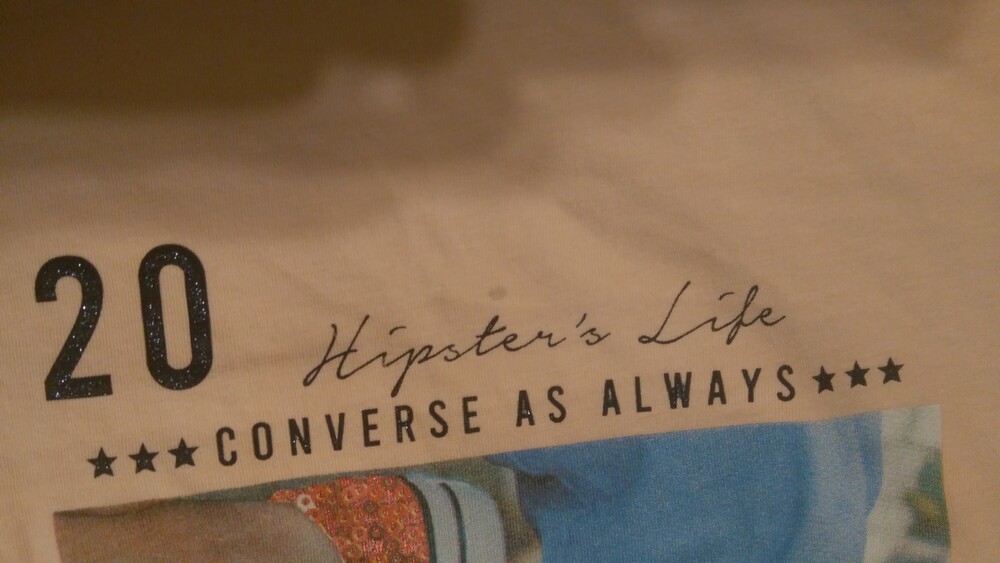 20
Hipster's Life
★★★CONVERSE AS ALWAYS★★★